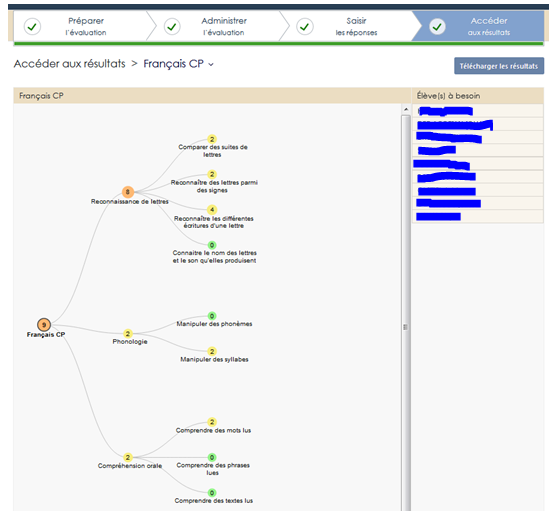 Préparer
l'évaluation
Administrer
l'évaluation
Saisir
les réponses
Accéder
aux résultats
Accéder aux résultats > Français CP
Télécharger les résultats
Français CP
Élève(s) à besoin
2
Comparer des suites de
lettres
2
Reconnaître des lettres parmi
des signes
8
Reconnaissance de lettres
4
Reconnaître les différentes
écritures d'une lettre
0
Connaitre le nom des lettres
et le son qu'elles produisent
9
Français CP
0
Manipuler des phonèmes
2
Phonologie
2
Manipuler des syllabes
2
Comprendre des mots lus
2
Compréhension orale
0
Comprendre des phrases
lues
0
Comprendre des textes lus